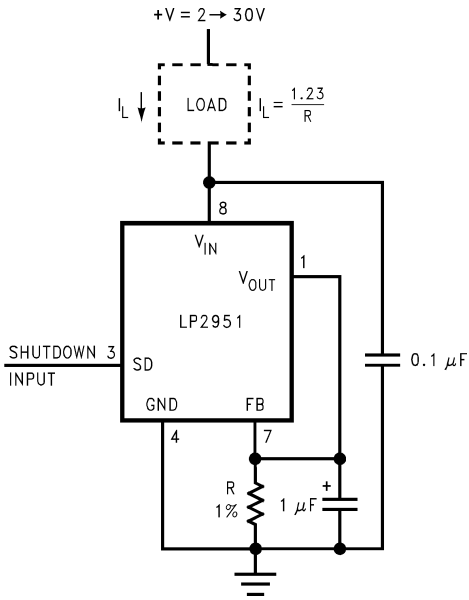 +V = 2→30V
I_L ↓
LOAD
I_L = 1.23
R
8
V_IN
1
V_OUT
LP2951
SHUTDOWN 3
INPUT
SD
0.1 μF
GND
FB
4
7
R
1%
+
1 μF